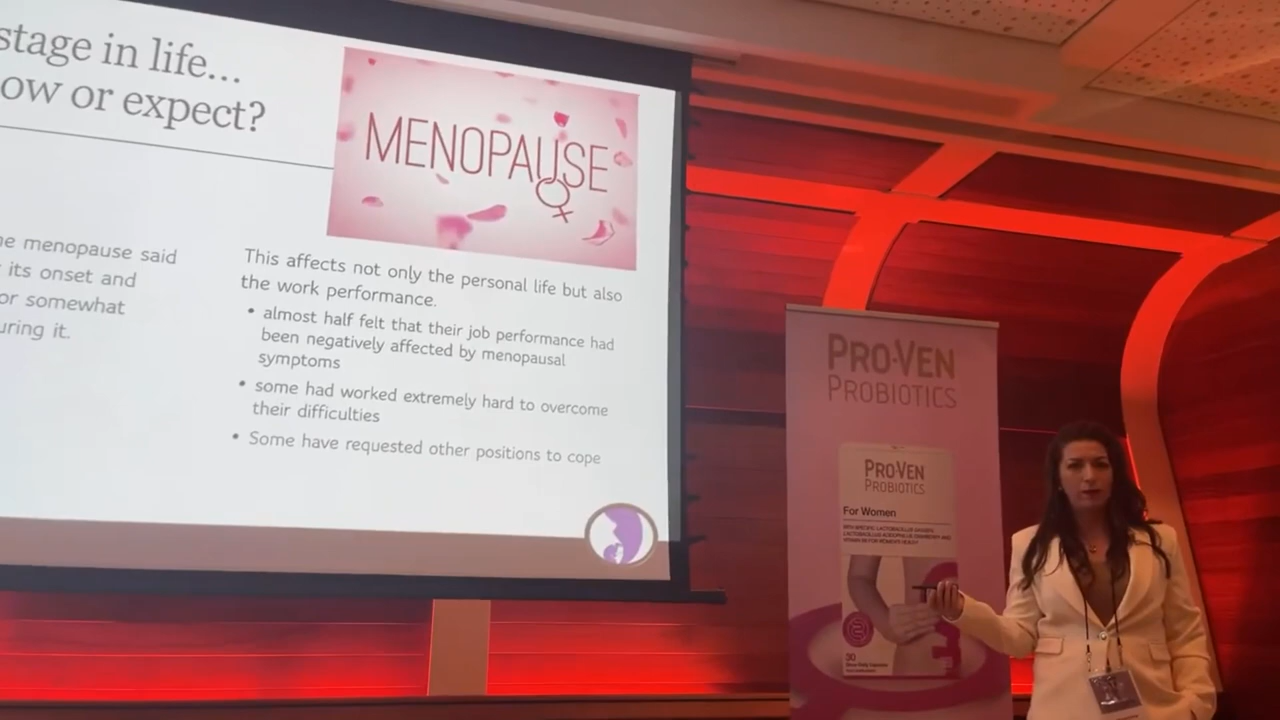 stage in life...
ow or expect?
MENOPAUSE
e menopause said
its onset and
or somewhat
uring it.
This affects not only the personal life but also
the work performance.
• almost half felt that their job performance had
been negatively affected by menopausal
symptoms
• some had worked extremely hard to overcome
their difficulties
• Some have requested other positions to cope
PRO-VEN
PROBIOTICS
PRO-VEN
PROBIOTICS
For Women
30